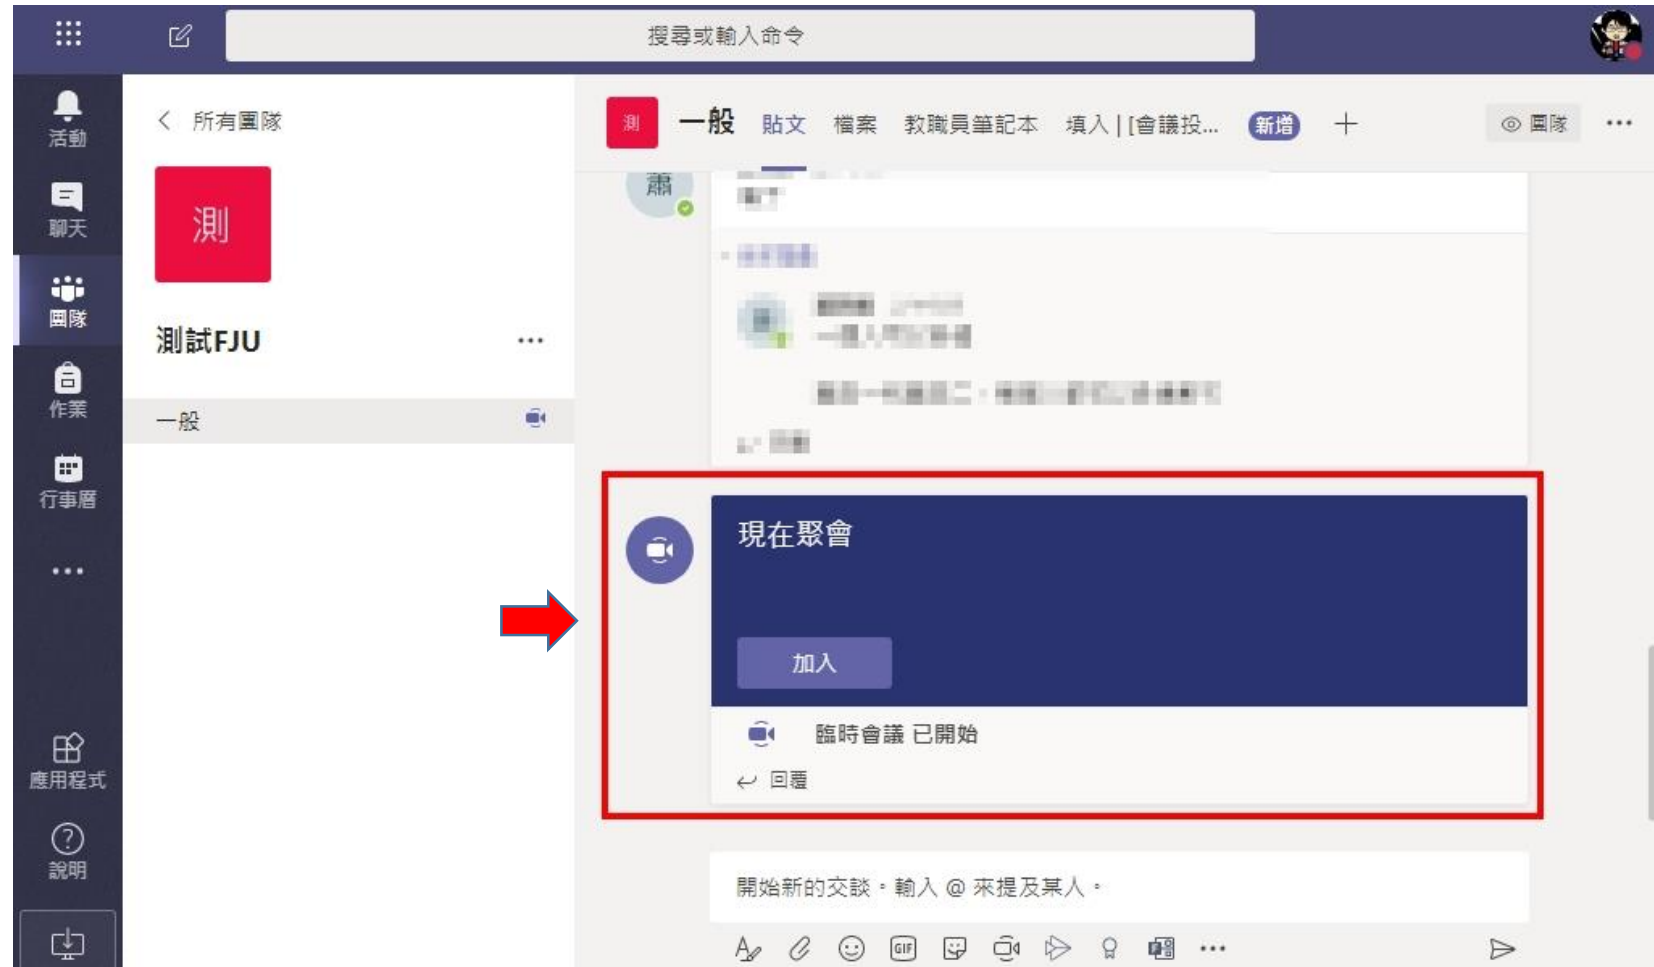 搜尋或輸入命令
活動
聊天
團隊
作業
行事曆
應用程式
說明
所有團隊
測
測試FJU
一般
測 一般 貼文 檔案 教職員筆記本 填入 | [會議投... 新增 團隊
蕭
現在聚會
加入
臨時會議 已開始
回覆
開始新的交談。輸入 @ 來提及某人。
GIF